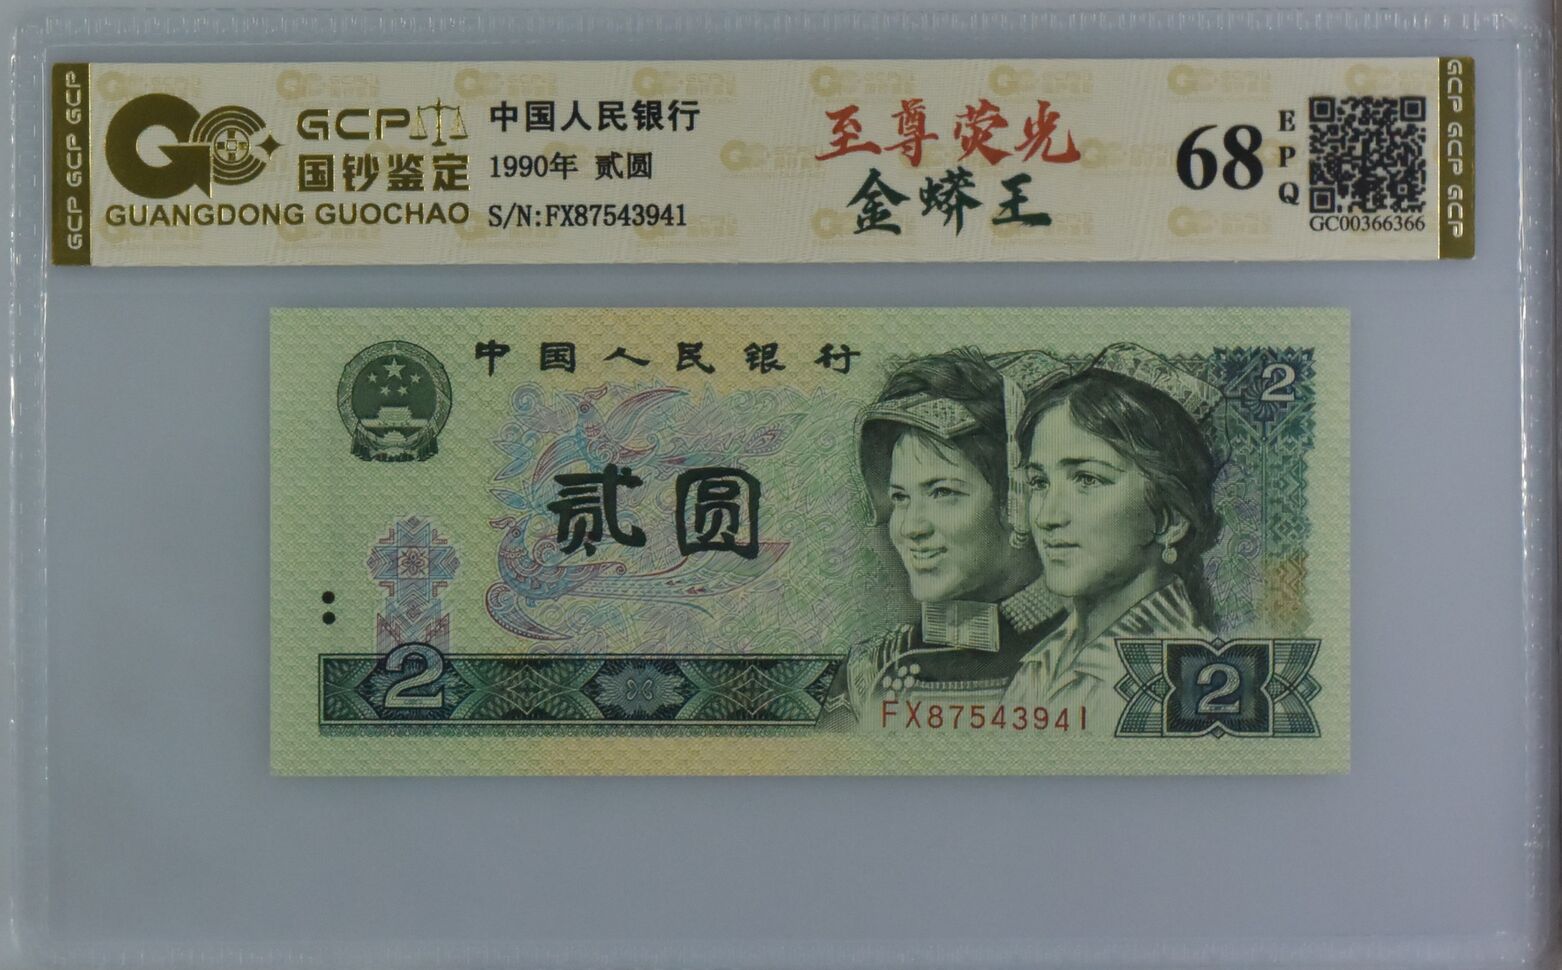 GCP GCP GCP
GCP
国钞鉴定
GUANGDONG GUOCHAO
中国人民银行
1990年 贰圆
S/N:FX87543941
至尊荧光
金蟒王
68
EPQ
GC00366366
GCP GCP GCP
中国人民银行
2
贰圆
2
FX87543941
2